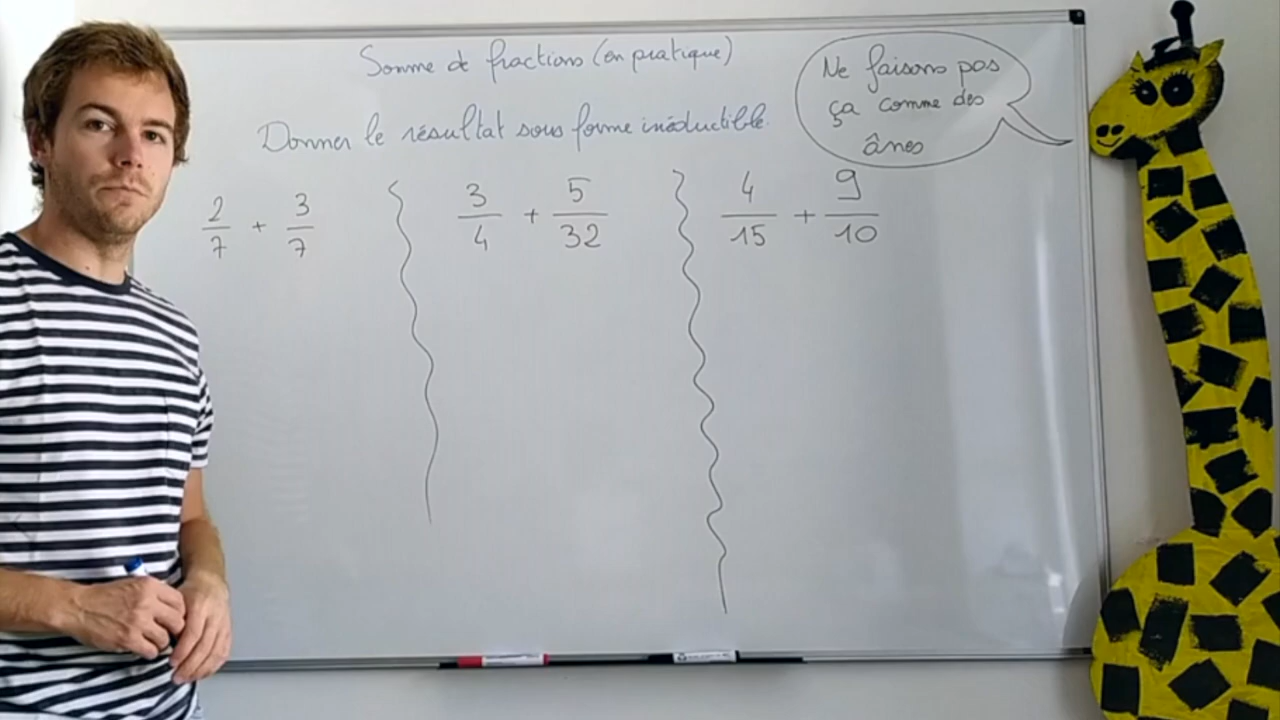 Somme de fractions (en pratique)
Donner le résultat sous forme irréductible.
Ne faisons pas
ça comme des
ânes
2/7 + 3/7
3/4 + 5/32
4/15 + 9/10